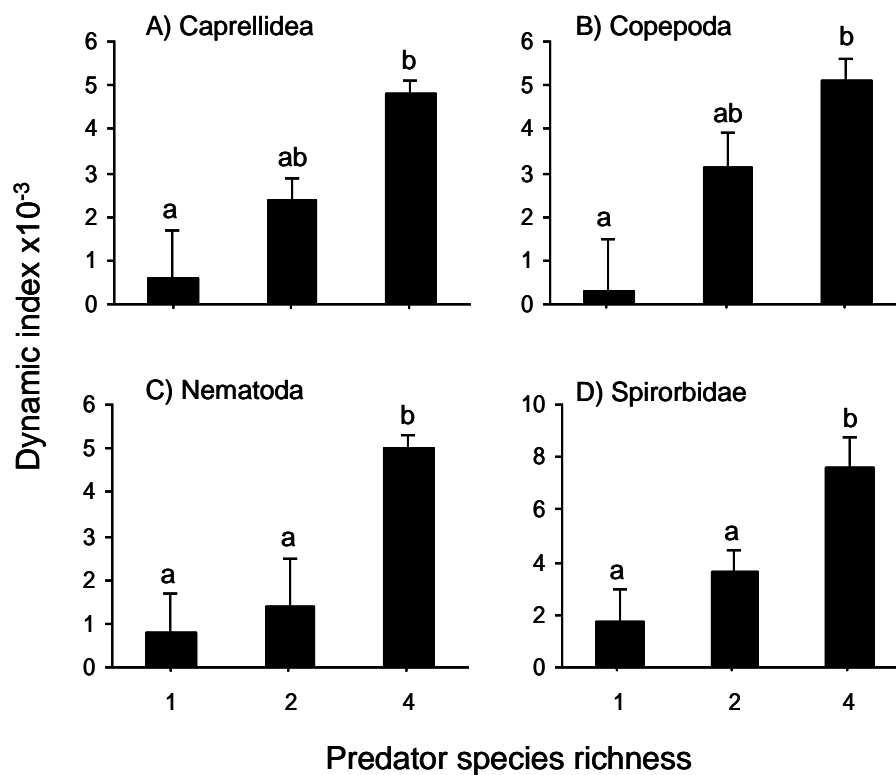 A) Caprellidea
6
5
4
3
2
1
0
a
ab
b
B) Copepoda
6
5
4
3
2
1
0
a
ab
b
Dynamic index x10-3
C) Nematoda
6
5
4
3
2
1
0
a
a
b
1 2 4
D) Spirorbidae
10
8
6
4
2
0
a
a
b
1 2 4
Predator species richness